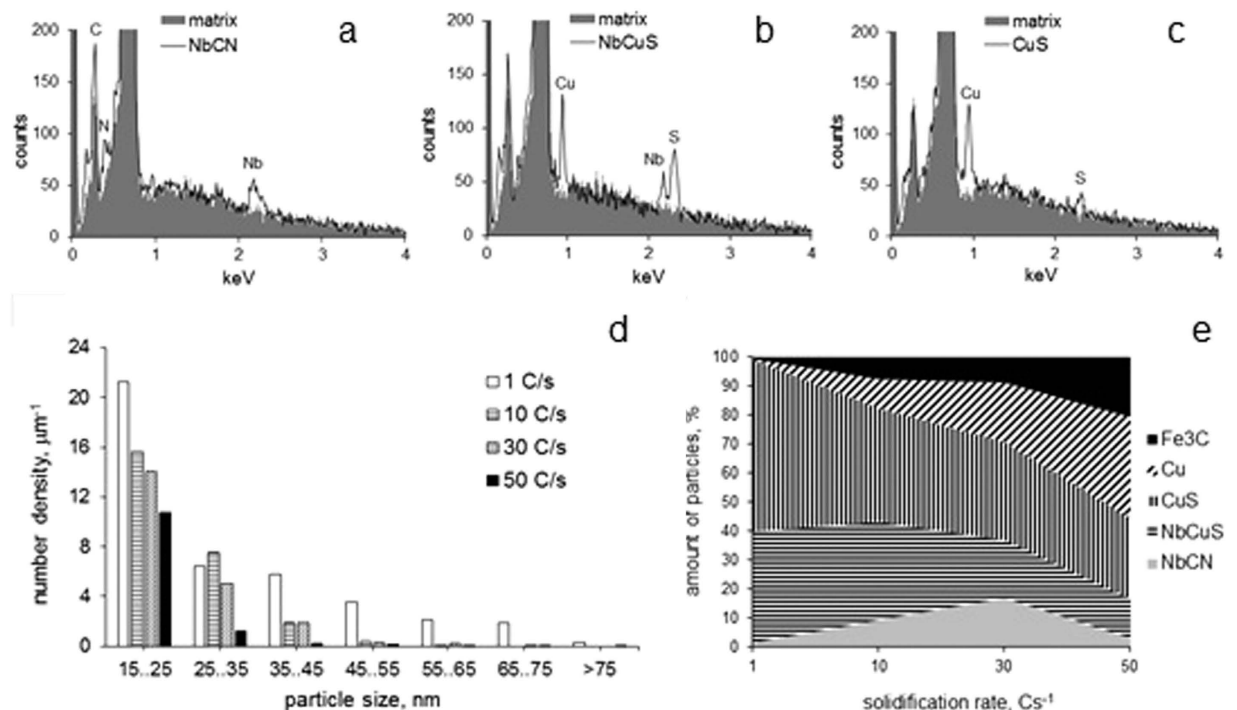 a
matrix
NbCN
200
150
100
50
0
counts
C
N
Nb
0 1 2 3 4
keV
b
matrix
NbCuS
200
150
100
50
0
counts
Cu
Nb
S
0 1 2 3 4
keV
c
matrix
CuS
200
150
100
50
0
counts
Cu
S
0 1 2 3 4
keV
d
24
20
16
12
8
4
0
number density, μm⁻¹
1 C/s
10 C/s
30 C/s
50 C/s
15..25 25..35 35..45 45..55 55..65 65..75 >75
particle size, nm
e
100
90
80
70
60
50
40
30
20
10
0
amount of particles, %
Fe3C
Cu
CuS
NbCuS
NbCN
1 10 30 50
solidification rate, Cs⁻¹